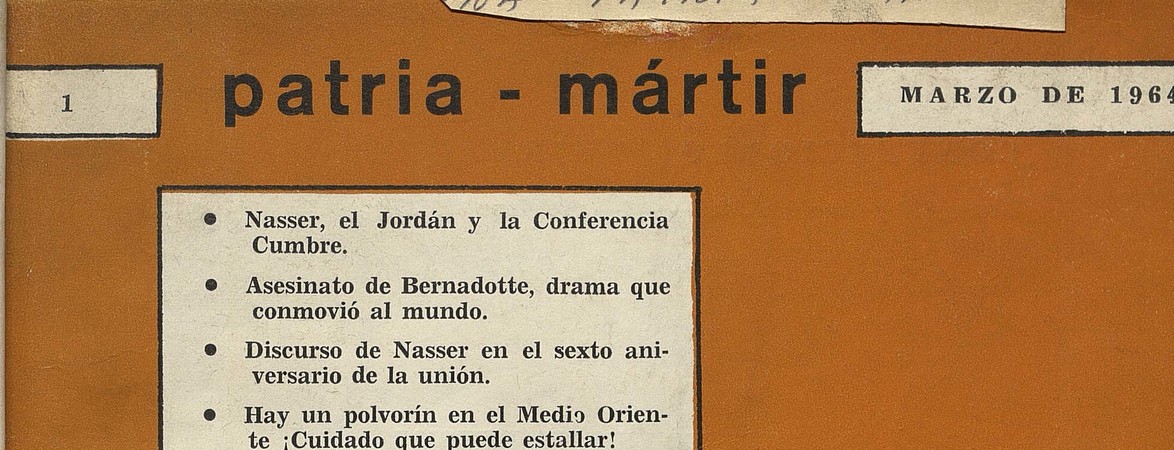 1
patria - mártir
MARZO DE 1964
● Nasser, el Jordán y la Conferencia
Cumbre.
● Asesinato de Bernadotte, drama que
conmovió al mundo.
● Discurso de Nasser en el sexto ani-
versario de la unión.
● Hay un polvorín en el Medio Orien-
te ¡Cuidado que puede estallar!